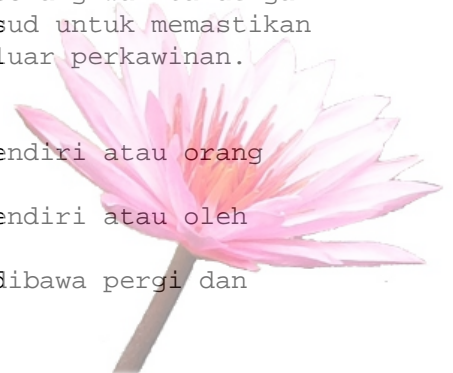 sud untuk memastikan
luar perkawinan.
endiri atau orang
endiri atau oleh
dibawa pergi dan